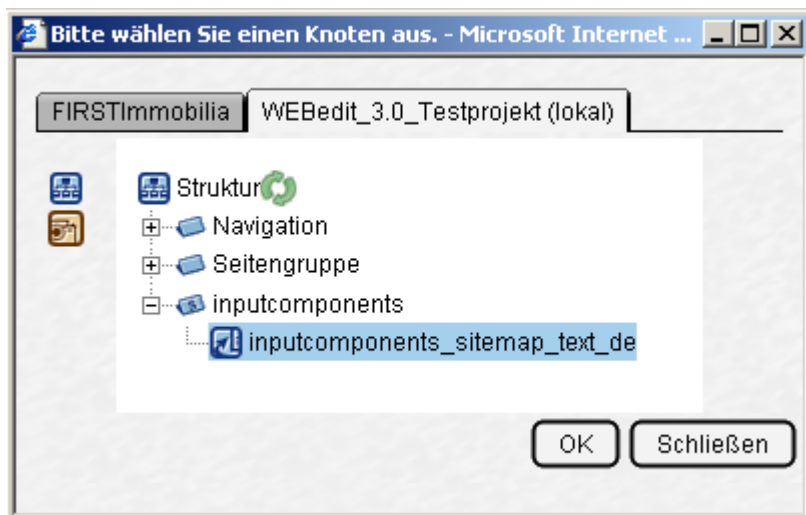 Bitte wählen Sie einen Knoten aus. - Microsoft Internet ...
FIRSTImmobilia WEBedit_3.0_Testprojekt (lokal)
Struktur
Navigation
Seitengruppe
inputcomponents
inputcomponents_sitemap_text_de
OK Schließen